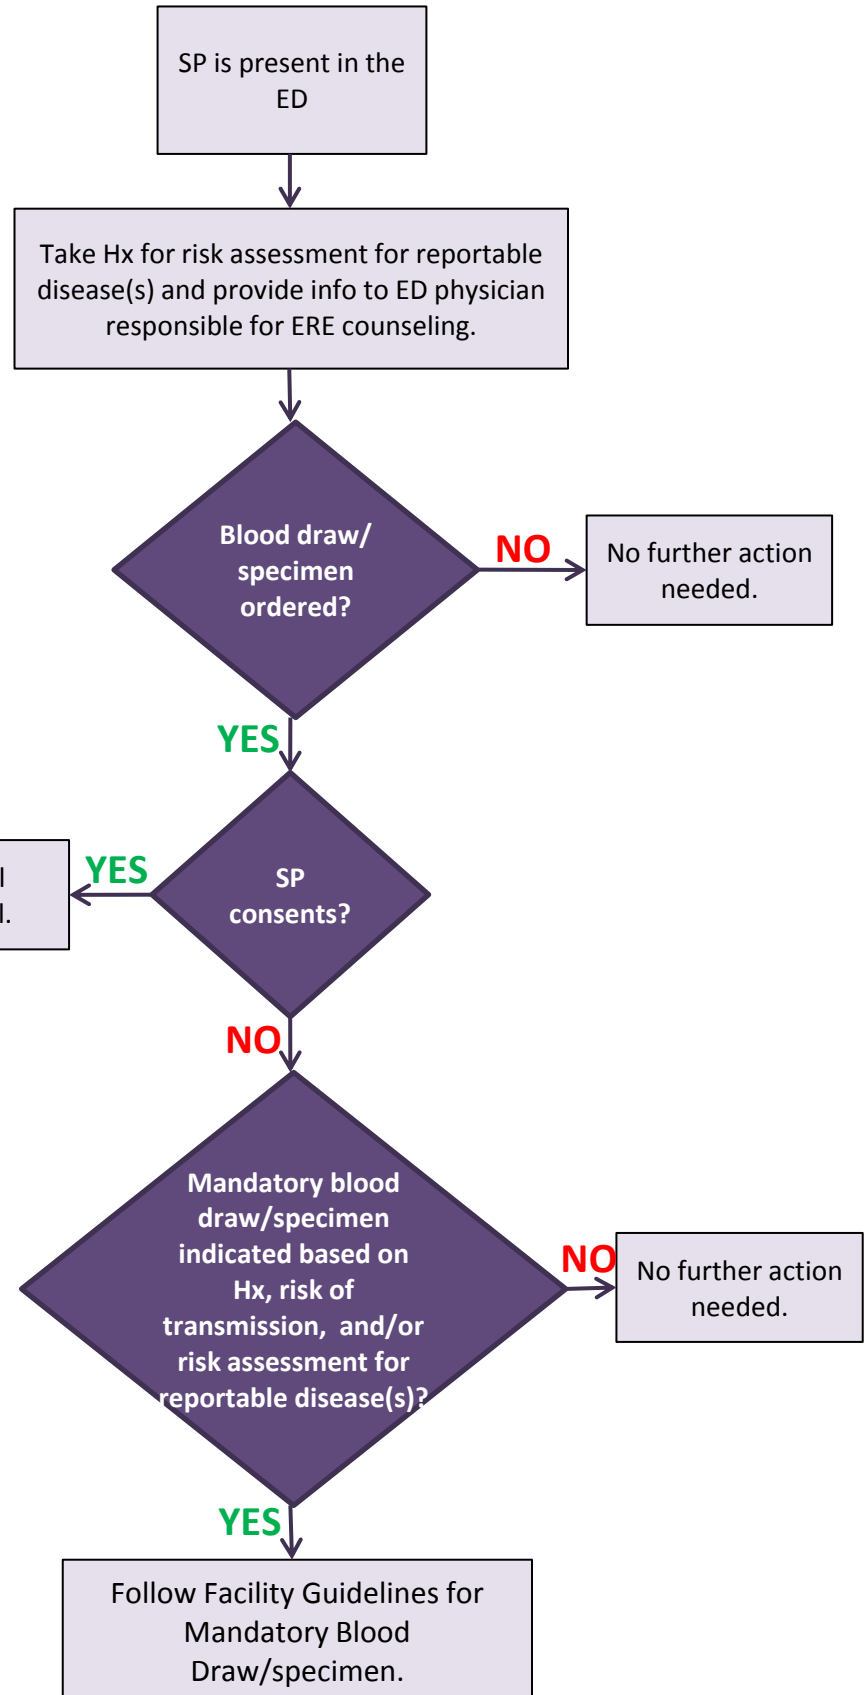 SP is present in the
ED
Take Hx for risk assessment for reportable
disease(s) and provide info to ED physician
responsible for ERE counseling.
Blood draw/
specimen
ordered?
NO
No further action
needed.
YES
SP
consents?
YES
NO
Mandatory blood
draw/specimen
indicated based on
Hx, risk of
transmission, and/or
risk assessment for
reportable disease(s)?
NO
No further action
needed.
YES
Follow Facility Guidelines for
Mandatory Blood
Draw/specimen.